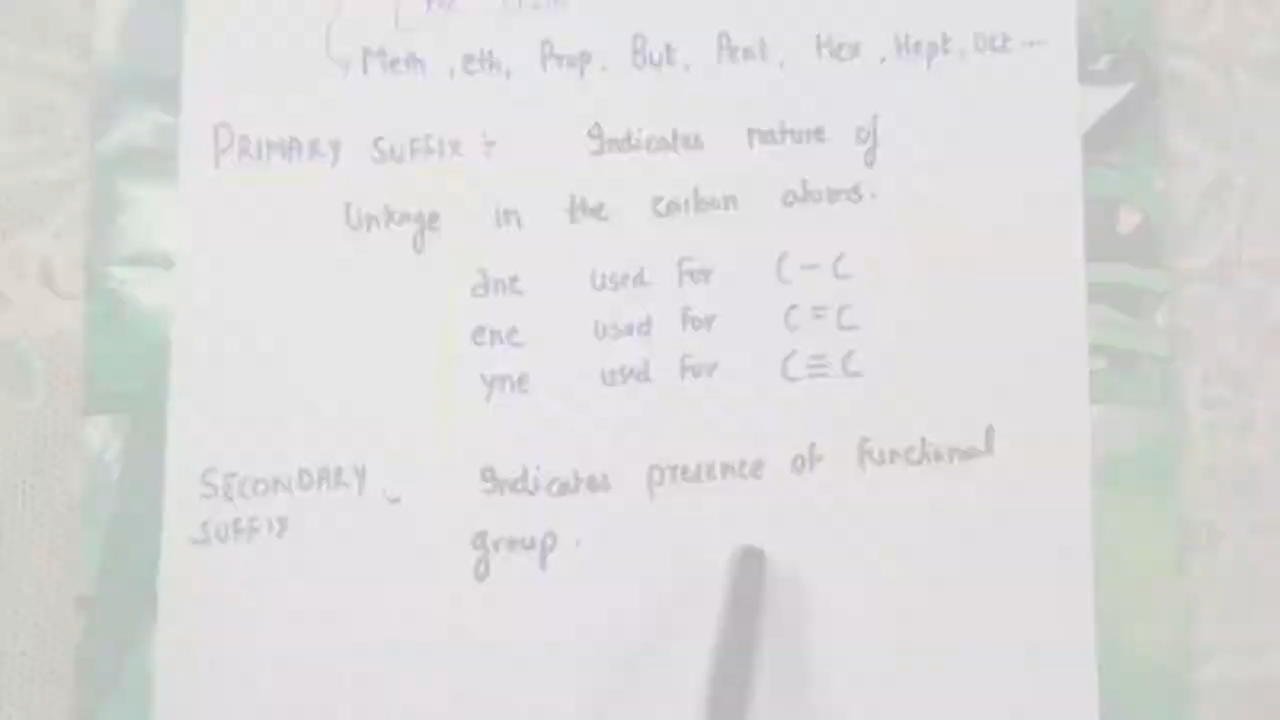 Meth, eth, Prop, But, Pent, Hex, Hept, Oct ...
PRIMARY SUFFIX :- Indicates nature of
linkage in the carbon atoms.
ane used for C-C
ene used for C=C
yne used for C≡C
SECONDARY Indicates presence of functional
SUFFIX group.